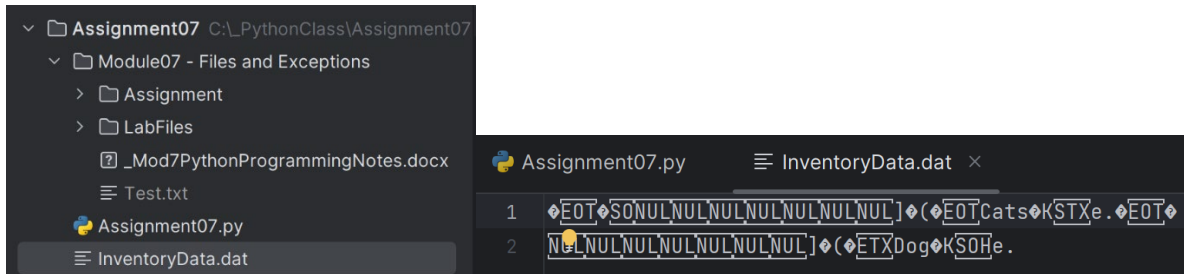 Assignment07 C:\_PythonClass\Assignment07
Module07 - Files and Exceptions
Assignment
LabFiles
_Mod7PythonProgrammingNotes.docx
Test.txt
Assignment07.py
InventoryData.dat
Assignment07.py InventoryData.dat ×
1 �EOT�SONULNULNULNULNULNULNUL]�(�EOTCats�KSTXe.�EOT�
2 NULNULNULNULNULNULNUL]�(�ETXDog�KSOHe.